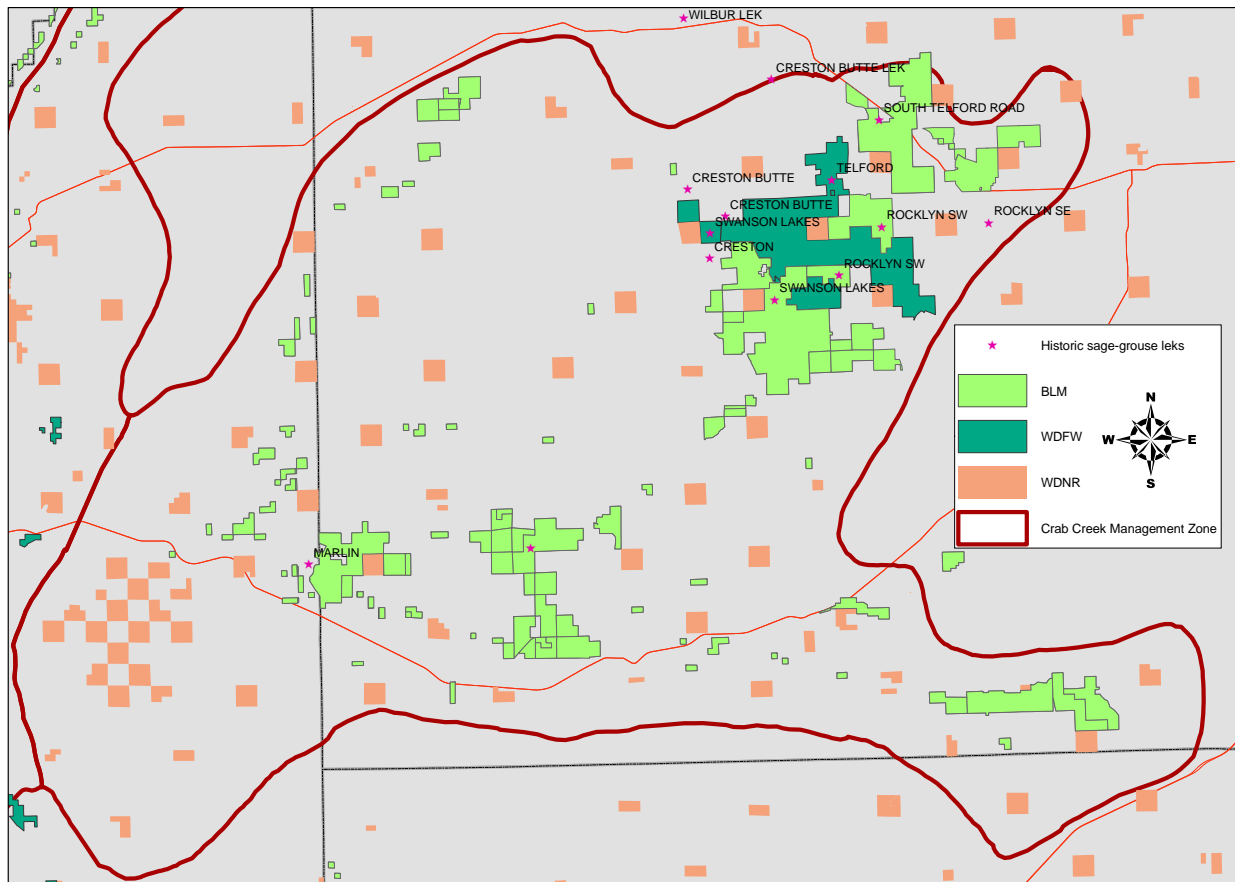 WILBUR LEK
CRESTON BUTTE LEK
SOUTH TELFORD ROAD
TELFORD
CRESTON BUTTE
CRESTON BUTTE
SWANSON LAKES
ROCKLYN SW
ROCKLYN SE
CRESTON
ROCKLYN SW
SWANSON LAKES
MARLIN
Historic sage-grouse leks
BLM
WDFW
WDNR
Crab Creek Management Zone
N
W
E
S